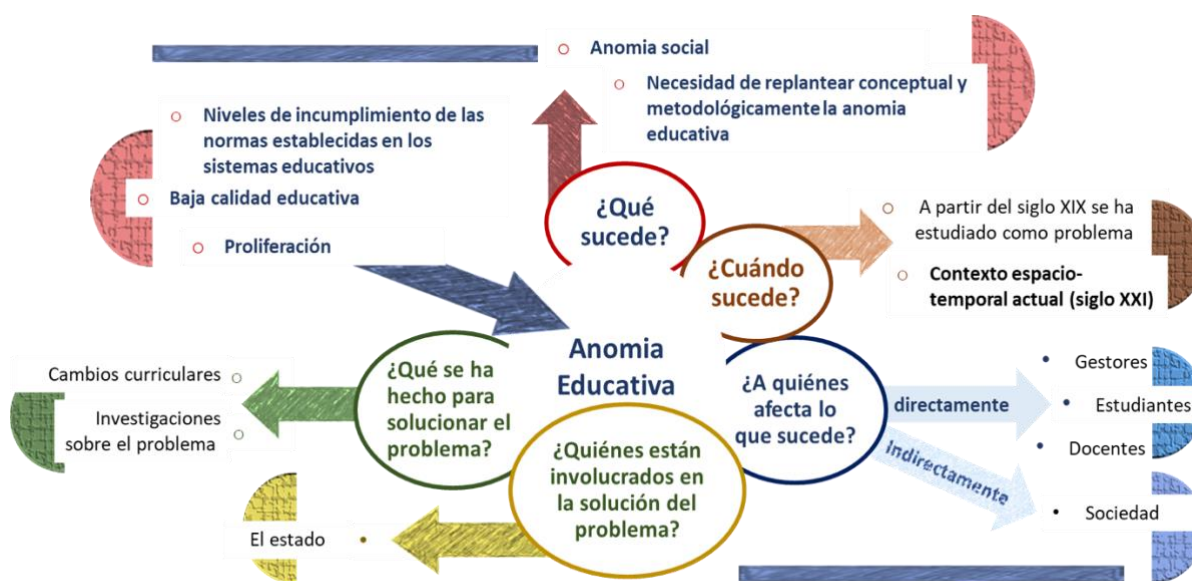 Anomia social
Necesidad de replantear conceptual y
metodológicamente la anomia
educativa
Niveles de incumplimiento de las
normas establecidas en los
sistemas educativos
Baja calidad educativa
Proliferación
¿Qué
sucede?
¿Cuándo
sucede?
A partir del siglo XIX se ha
estudiado como problema
Contexto espacio-
temporal actual (siglo XXI)
Anomia
Educativa
¿Qué se ha
hecho para
solucionar el
problema?
Cambios curriculares
Investigaciones
sobre el problema
¿A quiénes
afecta lo
que sucede?
directamente
Gestores
Estudiantes
Docentes
Indirectamente
Sociedad
¿Quiénes están
involucrados en
la solución del
problema?
El estado